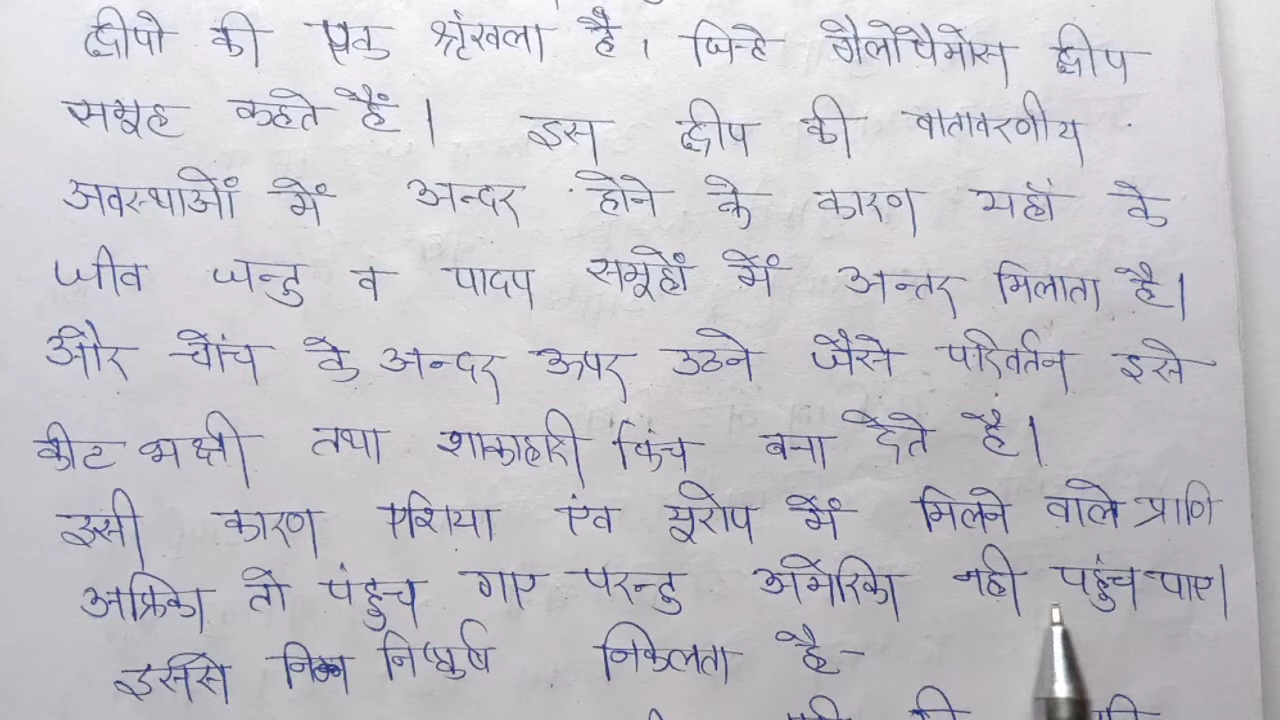 द्वीपो की एक श्रृंखला है, जिन्हे गैलोपैगोस द्वीप
समूह कहते हैं। इस द्वीप की वातावरणीय
अवस्थाओं में अन्दर होने के कारण यहाँ के
जीव जन्तु व पादप समूहों में अन्तर मिलाता है।
और चोंच के अन्दर ऊपर उठने जैसे परिवर्तन इसे
कीट भक्षी तथा शाकाहारी फिंच बना देते है।
इसी कारण एशिया एंव यूरोप में मिलने वाले प्राणि
अफ्रिका तो पंहुच गए परन्तु अमेरिका नही पहुंच पाए।
इससे निष्कर्ष निकलता है-